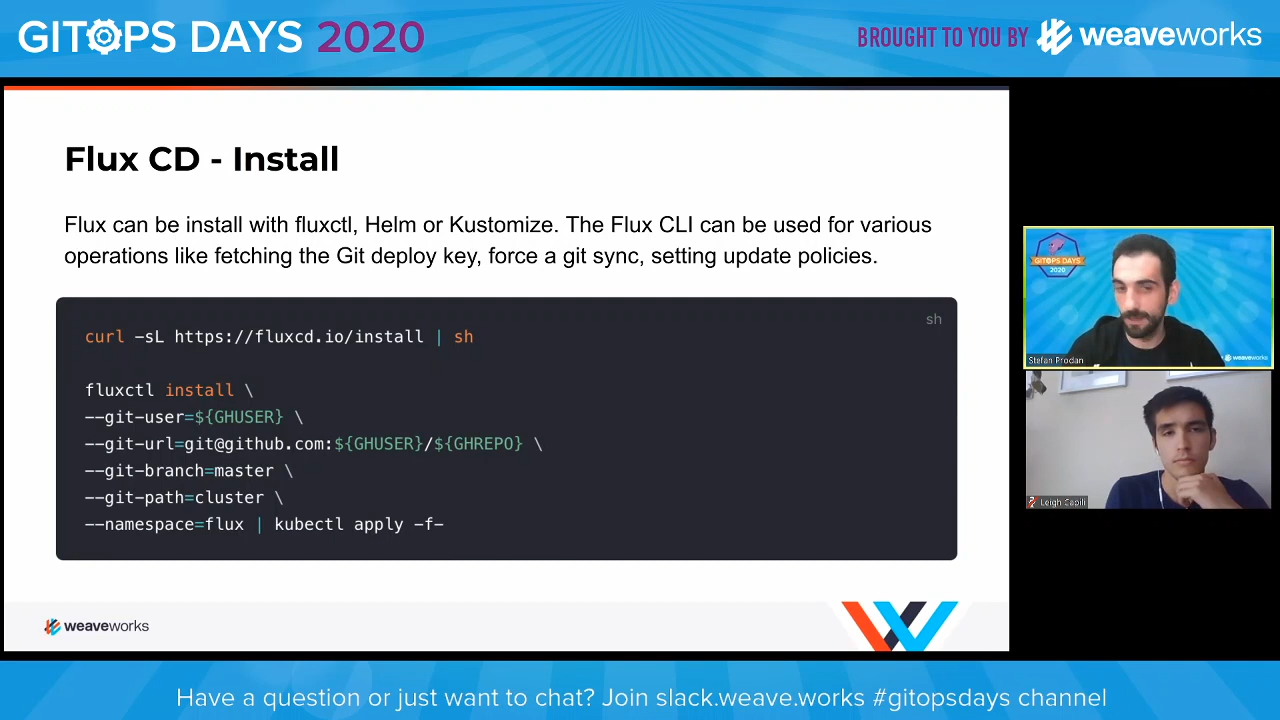 GITOPS DAYS 2020
BROUGHT TO YOU BY weaveworks
Flux CD - Install
Flux can be install with fluxctl, Helm or Kustomize. The Flux CLI can be used for various
operations like fetching the Git deploy key, force a git sync, setting update policies.
sh
curl -sL https://fluxcd.io/install | sh
fluxctl install \
--git-user=${GHUSER} \
--git-url=git@github.com:${GHUSER}/${GHREPO} \
--git-branch=master \
--git-path=cluster \
--namespace=flux | kubectl apply -f-
weaveworks
GITOPS DAYS
2020
weaveworks
Stefan Prodan
Leigh Capili
Have a question or just want to chat? Join slack.weave.works #gitopsdays channel